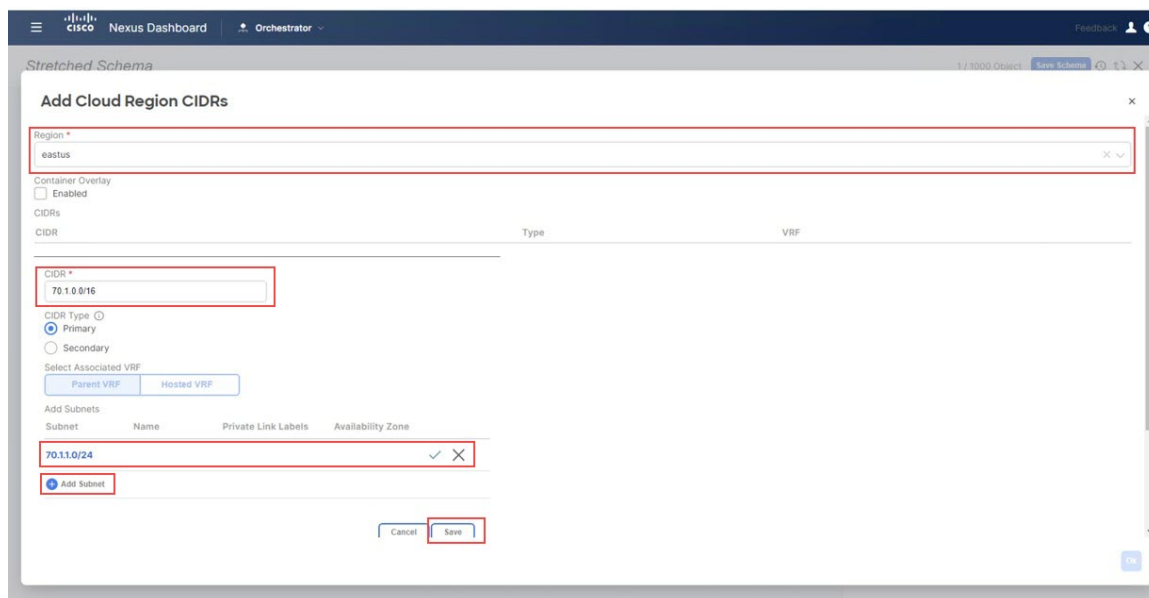 CISCO Nexus Dashboard Orchestrator Feedback
Stretched Schema 1 / 1000 Object Save Schema
Add Cloud Region CIDRs
Region *
eastus
Container Overlay
Enabled
CIDRs
CIDR Type VRF
CIDR *
70.1.0.0/16
CIDR Type
Primary
Secondary
Select Associated VRF
Parent VRF Hosted VRF
Add Subnets
Subnet Name Private Link Labels Availability Zone
70.1.1.0/24
Add Subnet
Cancel Save
Ok